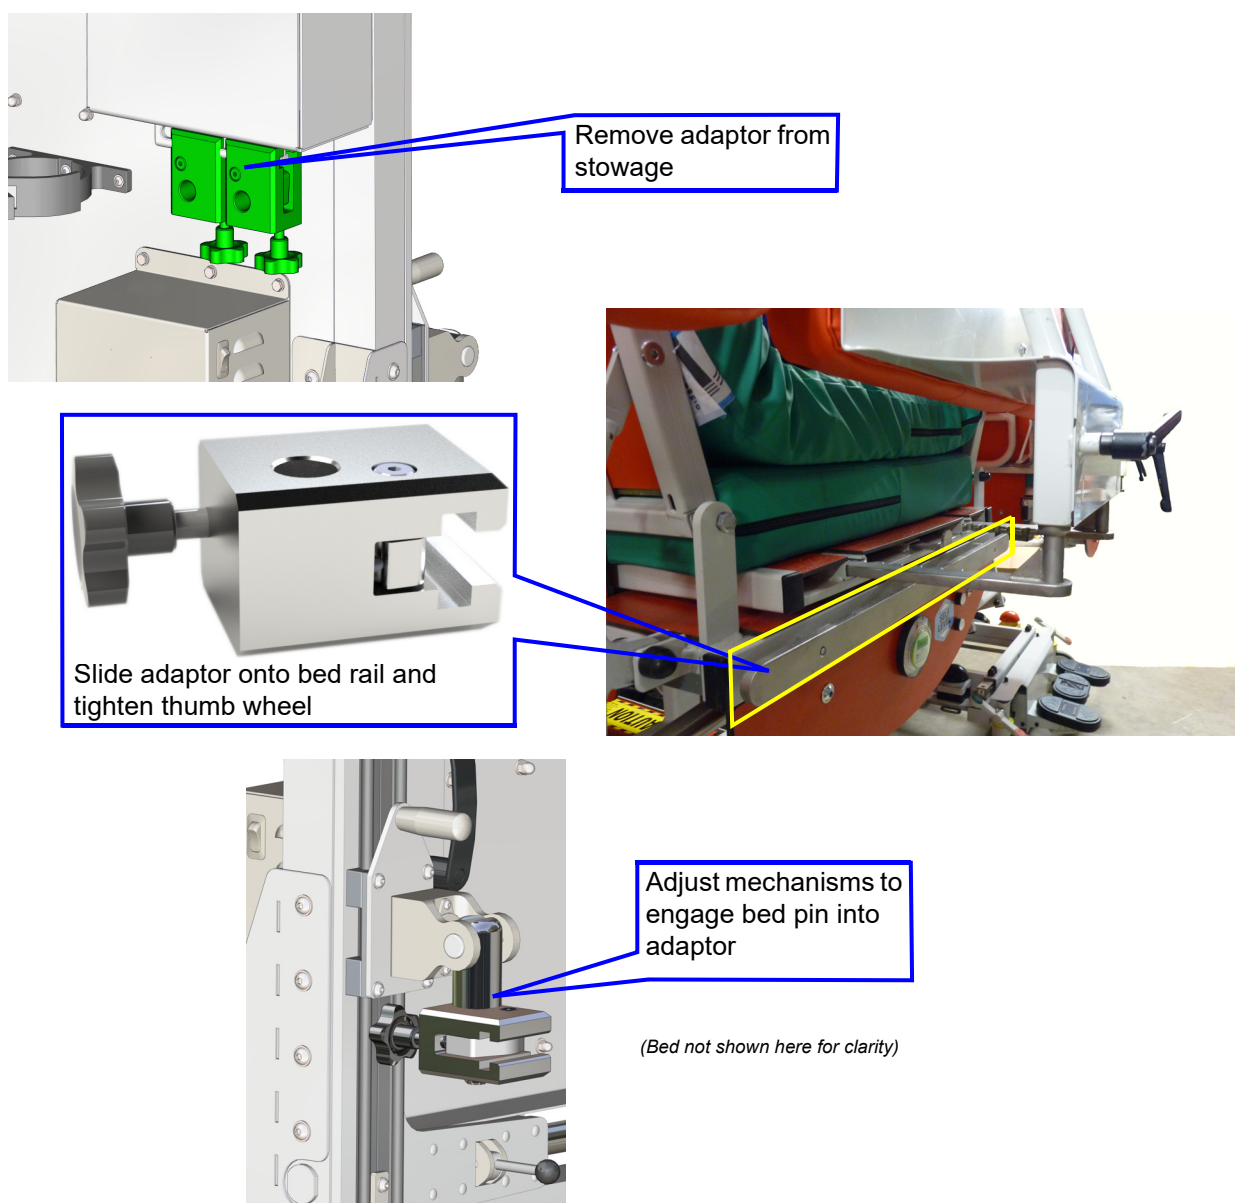 Remove adaptor from
stowage
Slide adaptor onto bed rail and
tighten thumb wheel
Adjust mechanisms to
engage bed pin into
adaptor
(Bed not shown here for clarity)